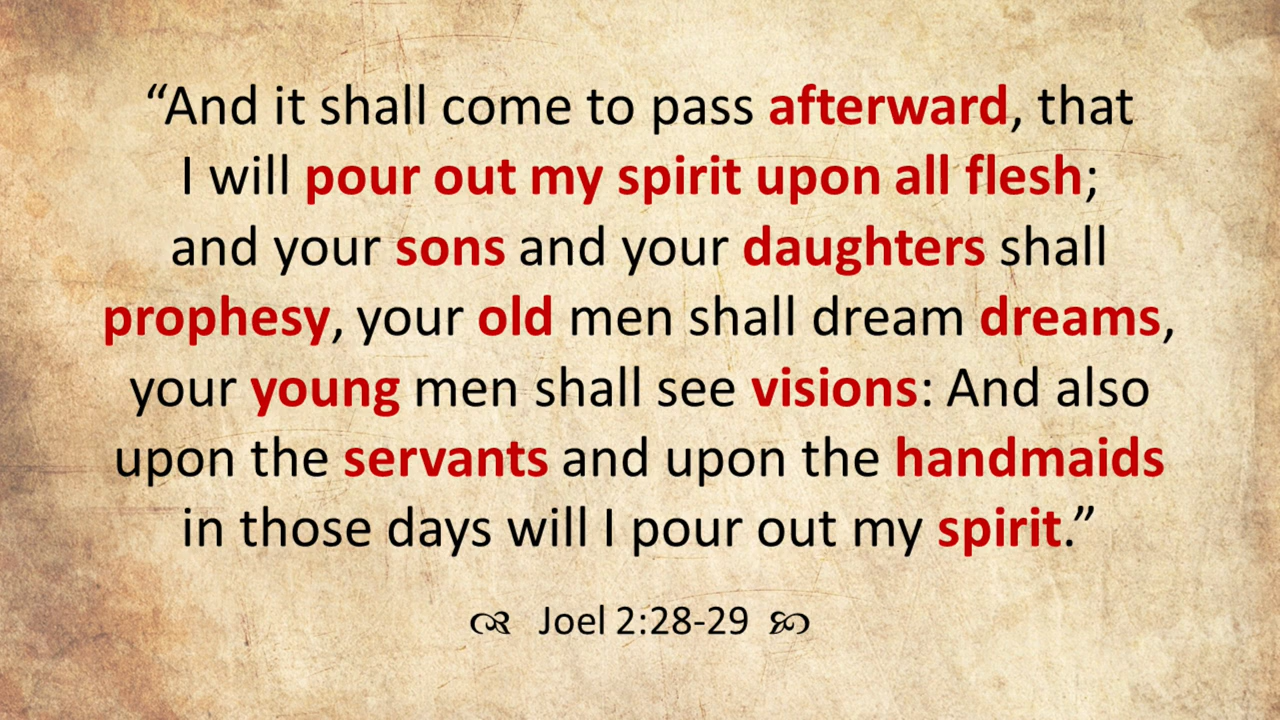 “And it shall come to pass afterward, that
I will pour out my spirit upon all flesh;
and your sons and your daughters shall
prophesy, your old men shall dream dreams,
your young men shall see visions: And also
upon the servants and upon the handmaids
in those days will I pour out my spirit.”
Joel 2:28-29